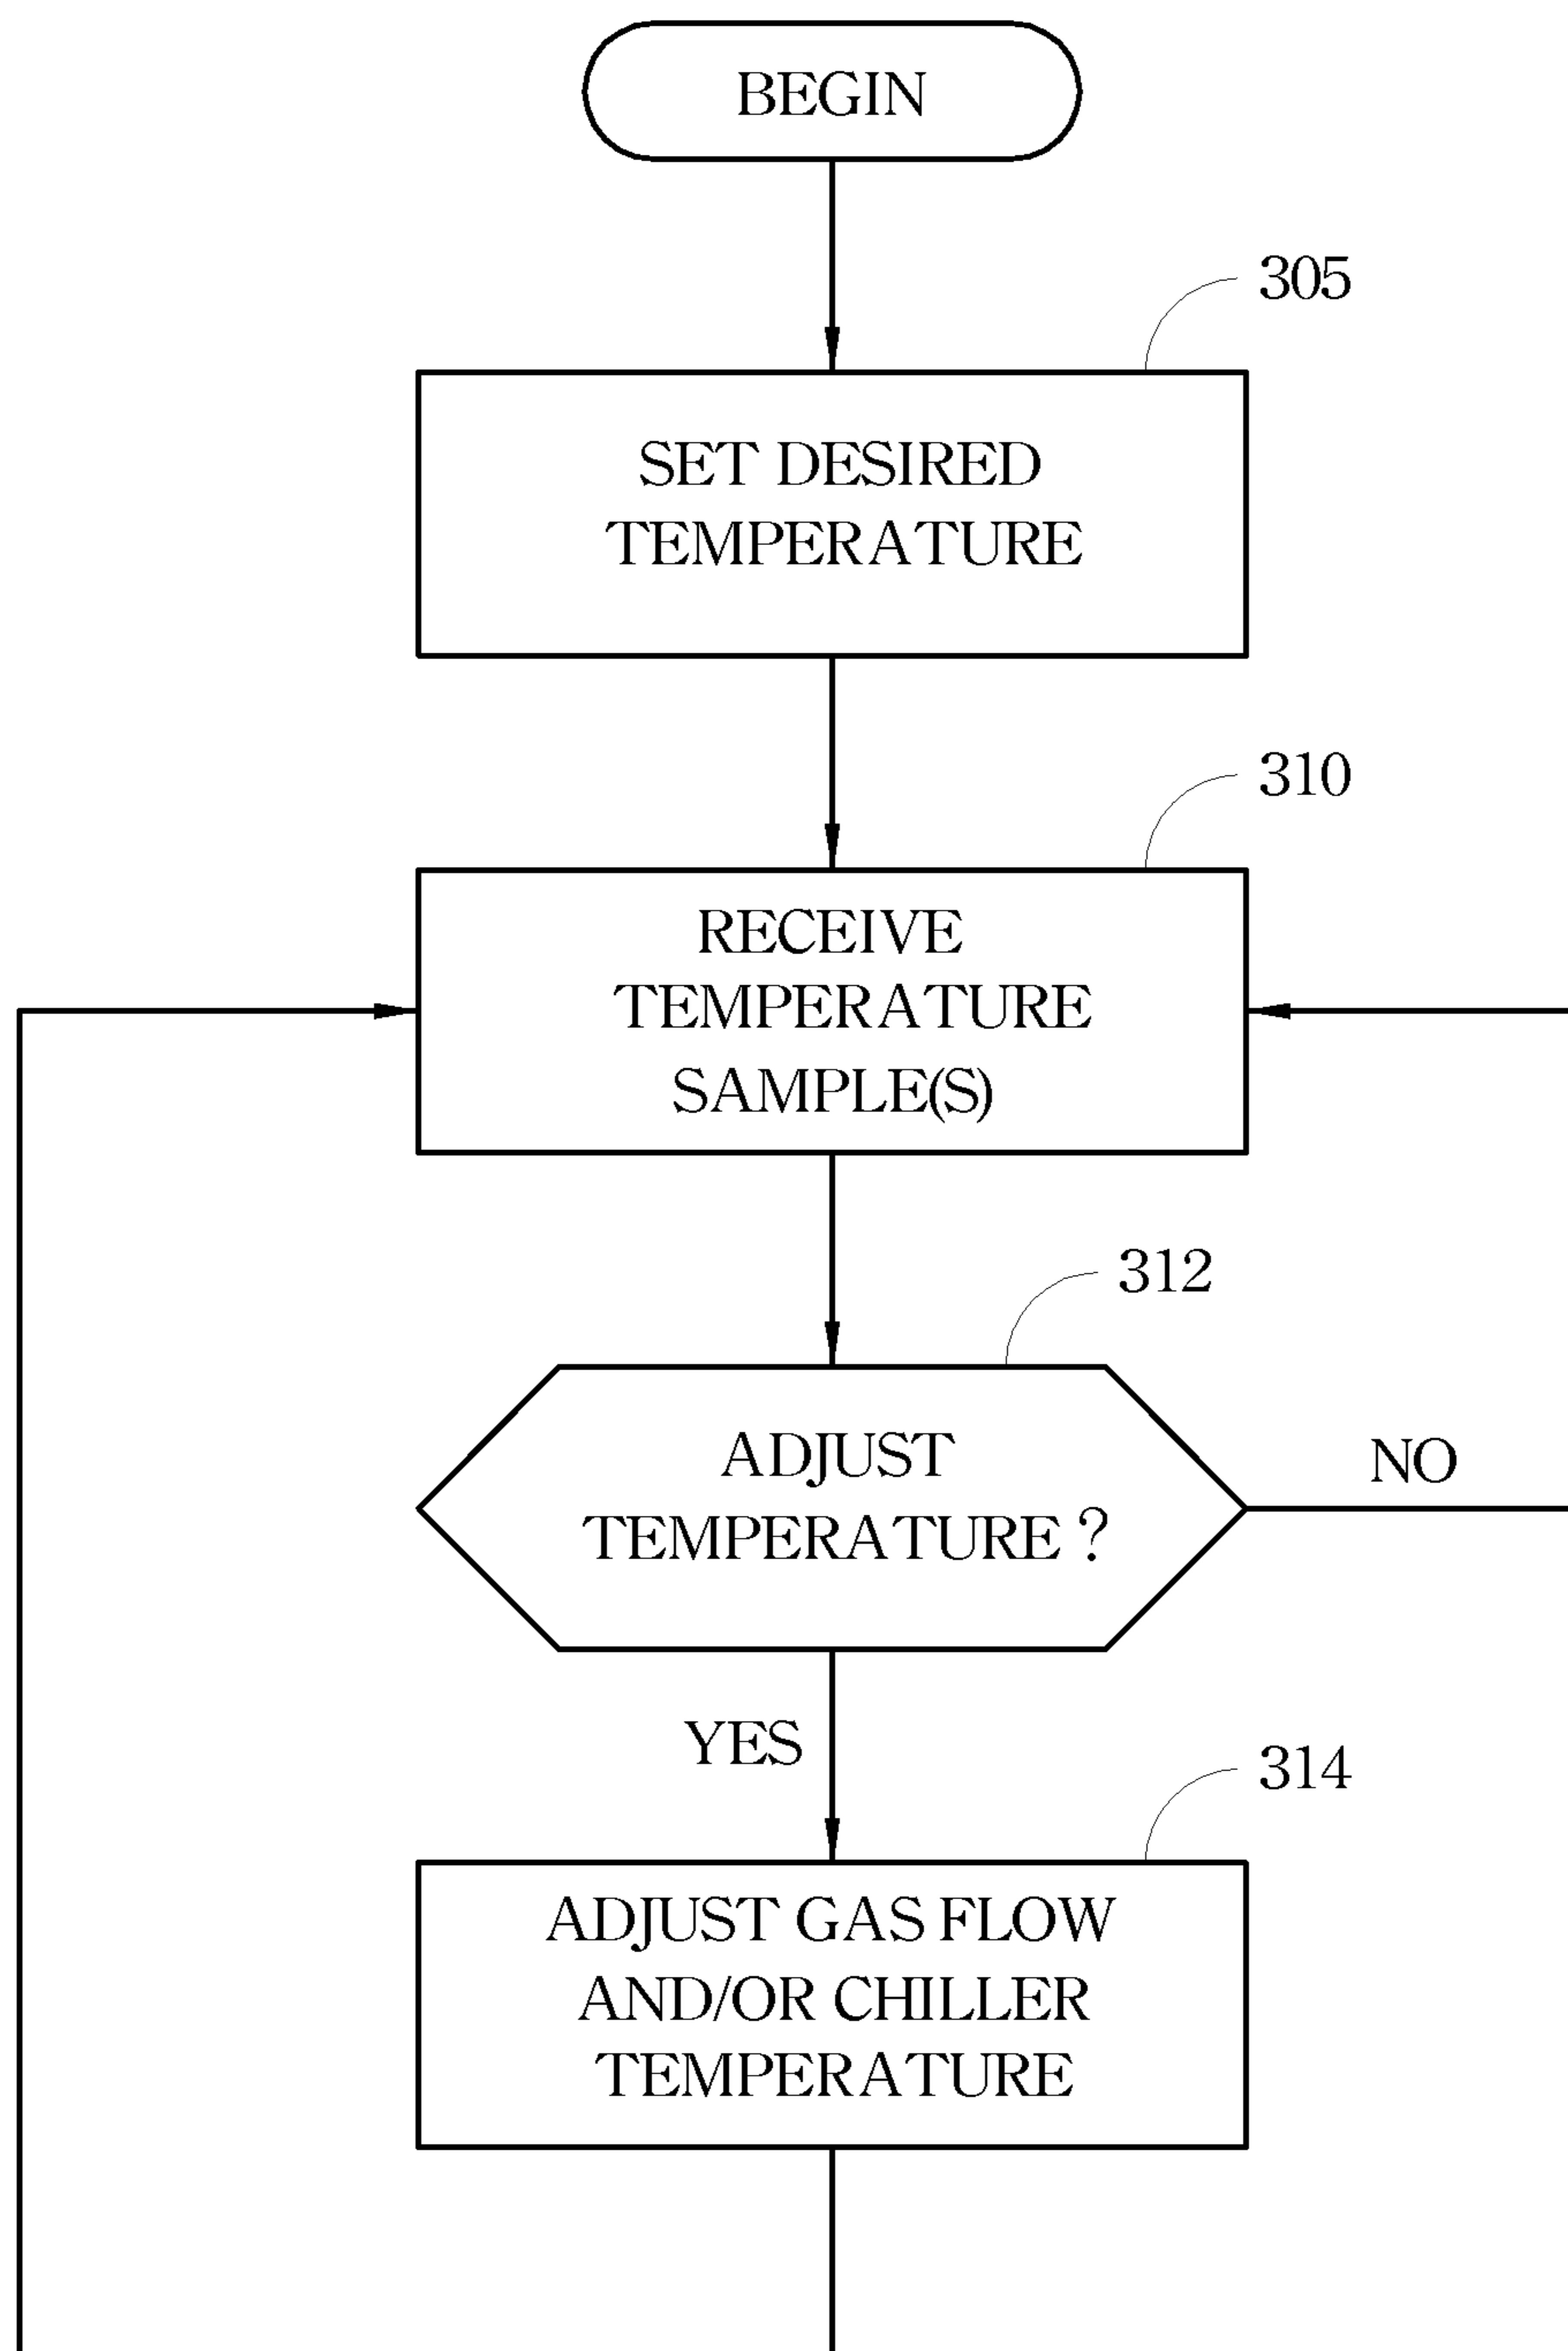 BEGIN
305
SET DESIRED
TEMPERATURE
310
RECEIVE
TEMPERATURE
SAMPLE(S)
312
ADJUST
TEMPERATURE ?
NO
YES
314
ADJUST GAS FLOW
AND/OR CHILLER
TEMPERATURE